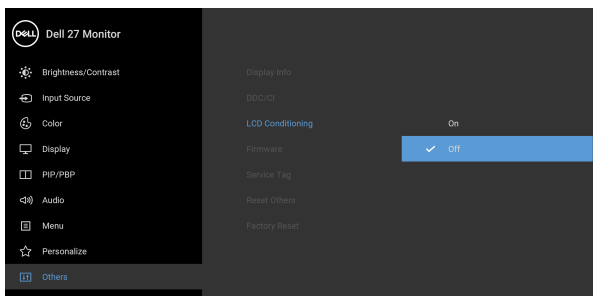 DELL Dell 27 Monitor
Brightness/Contrast
Display Info
Input Source
DDC/CI
Color
LCD Conditioning
On
Display
Firmware
Off
PIP/PBP
Service Tag
Audio
Reset Others
Menu
Factory Reset
Personalize
Others